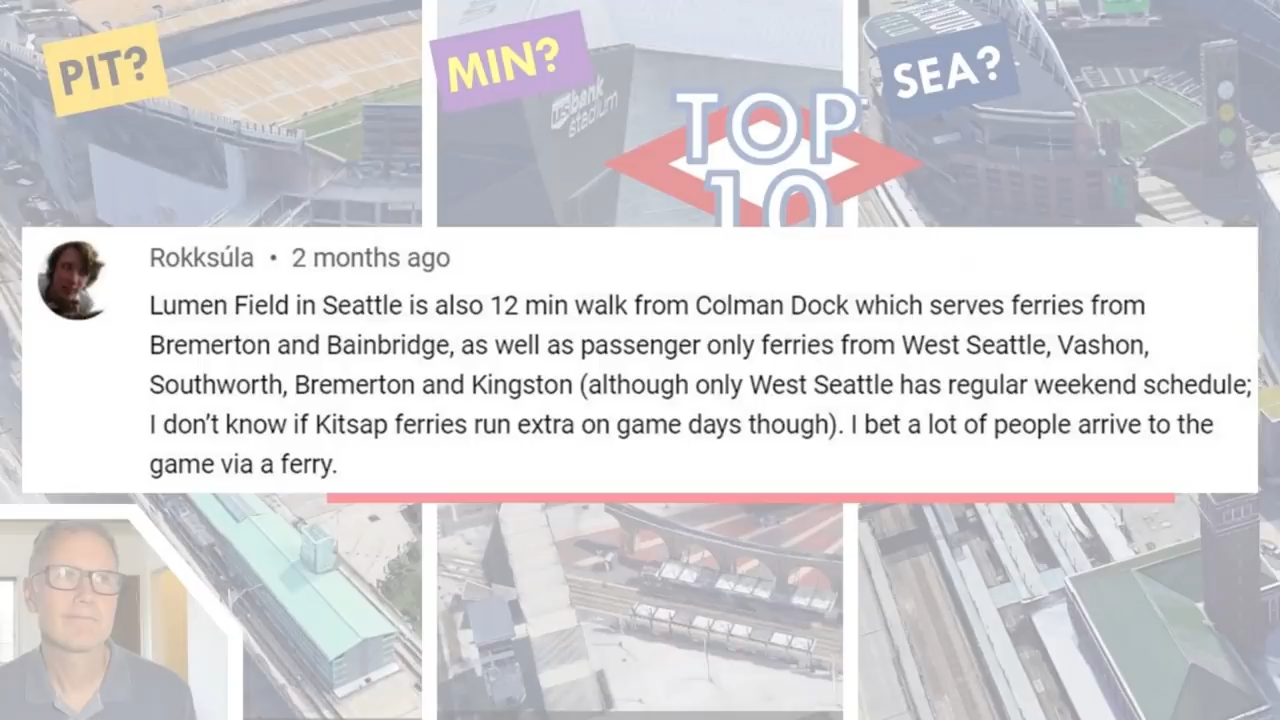 PIT?
MIN?
SEA?
usbank
stadium
TOP
10
Rokksúla • 2 months ago
Lumen Field in Seattle is also 12 min walk from Colman Dock which serves ferries from
Bremerton and Bainbridge, as well as passenger only ferries from West Seattle, Vashon,
Southworth, Bremerton and Kingston (although only West Seattle has regular weekend schedule;
I don’t know if Kitsap ferries run extra on game days though). I bet a lot of people arrive to the
game via a ferry.